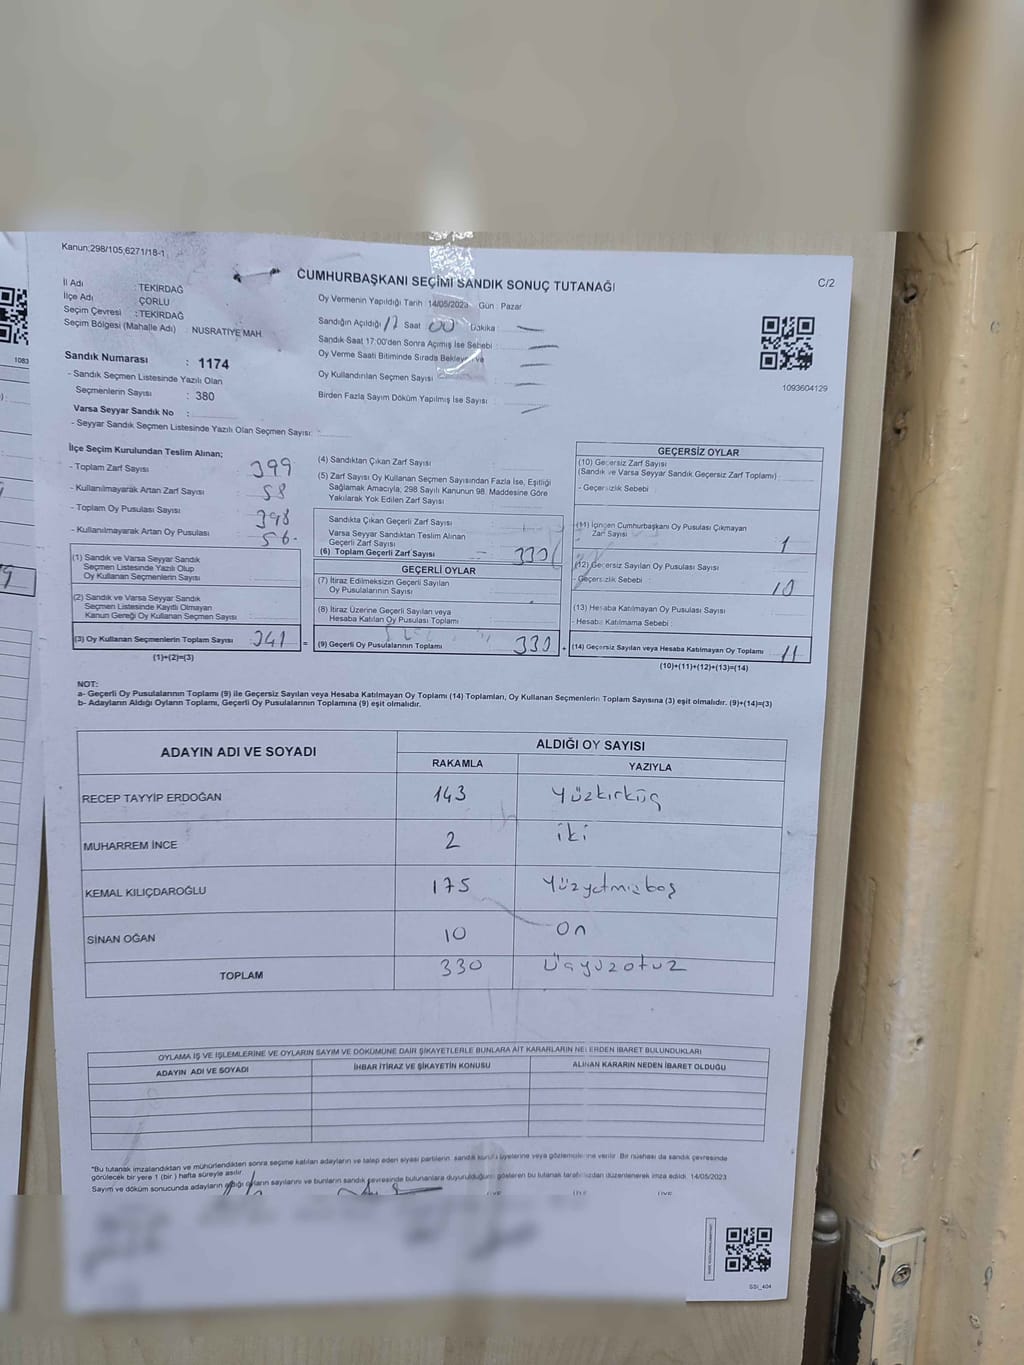 Kanun:298/105,6271/18-1
CUMHURBAŞKANI SEÇİMİ SANDIK SONUÇ TUTANAĞI
C/2
İl Adı : TEKİRDAĞ
İlçe Adı : ÇORLU
Seçim Çevresi : TEKİRDAĞ
Seçim Bölgesi (Mahalle Adı) : NUSRATİYE MAH.
Sandık Numarası : 1174
- Sandık Seçmen Listesinde Yazılı Olan
Seçmenlerin Sayısı : 380
Varsa Seyyar Sandık No :
- Seyyar Sandık Seçmen Listesinde Yazılı Olan Seçmen Sayısı:
Oy Vermenin Yapıldığı Tarih : 14/05/2023 Gün : Pazar
Sandığın Açıldığı 17 Saat 00 Dakika :
Sandık Saat 17:00'den Sonra Açımış İse Sebebi :
Oy Verme Saati Bitiminde Sırada
Oy Kullandırılan Seçmen Sayısı
Birden Fazla Sayım Döküm Yapılmış İse Sayısı :
1093604129
1083
İlçe Seçim Kurulundan Teslim Alınan;
- Toplam Zarf Sayısı 399
- Kullanılmayarak Artan Zarf Sayısı 58
- Toplam Oy Pusulası Sayısı 398
- Kullanılmayarak Artan Oy Pusulası 56
(1) Sandık ve Varsa Seyyar Sandık
Seçmen Listesinde Yazılı Olup
Oy Kullanan Seçmenlerin Sayısı
(2) Sandık ve Varsa Seyyar Sandık
Seçmen Listesinde Kayıtlı Olmayan
Kanun Gereği Oy Kullanan Seçmen Sayısı
(3) Oy Kullanan Seçmenlerin Toplam Sayısı 341 =
(1)+(2)=(3)
(4) Sandıktan Çıkan Zarf Sayısı
(5) Zarf Sayısı Oy Kullanan Seçmen Sayısından Fazla İse, Eşitliği
Sağlamak Amacıyla; 298 Sayılı Kanunun 98. Maddesine Göre
Yakılarak Yok Edilen Zarf Sayısı
Sandıkta Çıkan Geçerli Zarf Sayısı
Varsa Seyyar Sandıktan Teslim Alınan
Geçerli Zarf Sayısı
(6) Toplam Geçerli Zarf Sayısı 330
GEÇERLİ OYLAR
(7) İtiraz Edilmeksizin Geçerli Sayılan
Oy Pusulalarının Sayısı
(8) İtiraz Üzerine Geçerli Sayılan veya
Hesaba Katılan Oy Pusulası Toplamı
(9) Geçerli Oy Pusulalarının Toplamı 330 +
GEÇERSİZ OYLAR
(10) Geçersiz Zarf Sayısı
(Sandık ve Varsa Seyyar Sandık Geçersiz Zarf Toplamı)
- Geçersizlik Sebebi :
(11) İçinden Cumhurbaşkanı Oy Pusulası Çıkmayan
Zarf Sayısı 1
(12) Geçersiz Sayılan Oy Pusulası Sayısı
- Geçersizlik Sebebi : 10
(13) Hesaba Katılmayan Oy Pusulası Sayısı
- Hesaba Katılmama Sebebi :
(14) Geçersiz Sayılan veya Hesaba Katılmayan Oy Toplamı 11
(10)+(11)+(12)+(13)=(14)
NOT:
a- Geçerli Oy Pusulalarının Toplamı (9) ile Geçersiz Sayılan veya Hesaba Katılmayan Oy Toplamı (14) Toplamları, Oy Kullanan Seçmenlerin Toplam Sayısına (3) eşit olmalıdır. (9)+(14)=(3)
b- Adayların Aldığı Oyların Toplamı, Geçerli Oy Pusulalarının Toplamına (9) eşit olmalıdır.
ADAYIN ADI VE SOYADI
ALDIĞI OY SAYISI
RAKAMLA YAZIYLA
RECEP TAYYİP ERDOĞAN 143 yüzkırküç
MUHARREM İNCE 2 iki
KEMAL KILIÇDAROĞLU 175 yüzyetmişbeş
SİNAN OĞAN 10 On
TOPLAM 330 Üçyüzotuz
OYLAMA İŞ VE İŞLEMLERİNE VE OYLARIN SAYIM VE DÖKÜMÜNE DAİR ŞİKAYETLERLE BUNLARA AİT KARARLARIN NELERDEN İBARET BULUNDUKLARI
ADAYIN ADI VE SOYADI İHBAR İTİRAZ VE ŞİKAYETİN KONUSU ALINAN KARARIN NEDEN İBARET OLDUĞU
*Bu tutanak imzalandıktan ve mühürlendikten sonra seçime katılan adayların ve talep eden siyasi partilerin, sandık kurulu üyelerine veya gözlemcilerine verilir. Bir nüshası da sandık çevresinde
görülecek bir yere 1 (bir ) hafta süreyle asılır.
Sayım ve döküm sonucunda adayların aldığı oyların sayılarını ve bunların sandık çevresinde bulunanlara duyurulduğunu gösteren bu tutanak tarafımızdan düzenlenerek imza edildi. 14/05/2023
SSI_404